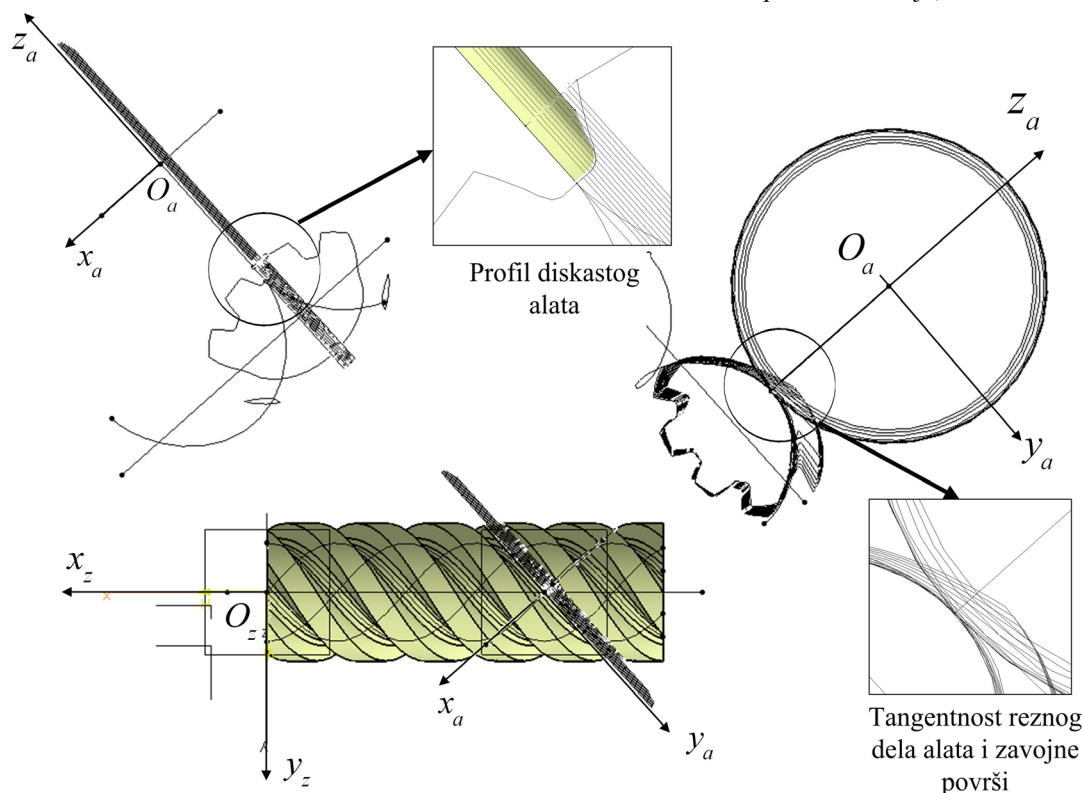 z_a
O_a
x_a
Profil diskastog
alata
z_a
O_a
y_a
x_z
x
O_z
y_z
x_a
y_a
Tangentnost reznog
dela alata i zavojne
površi